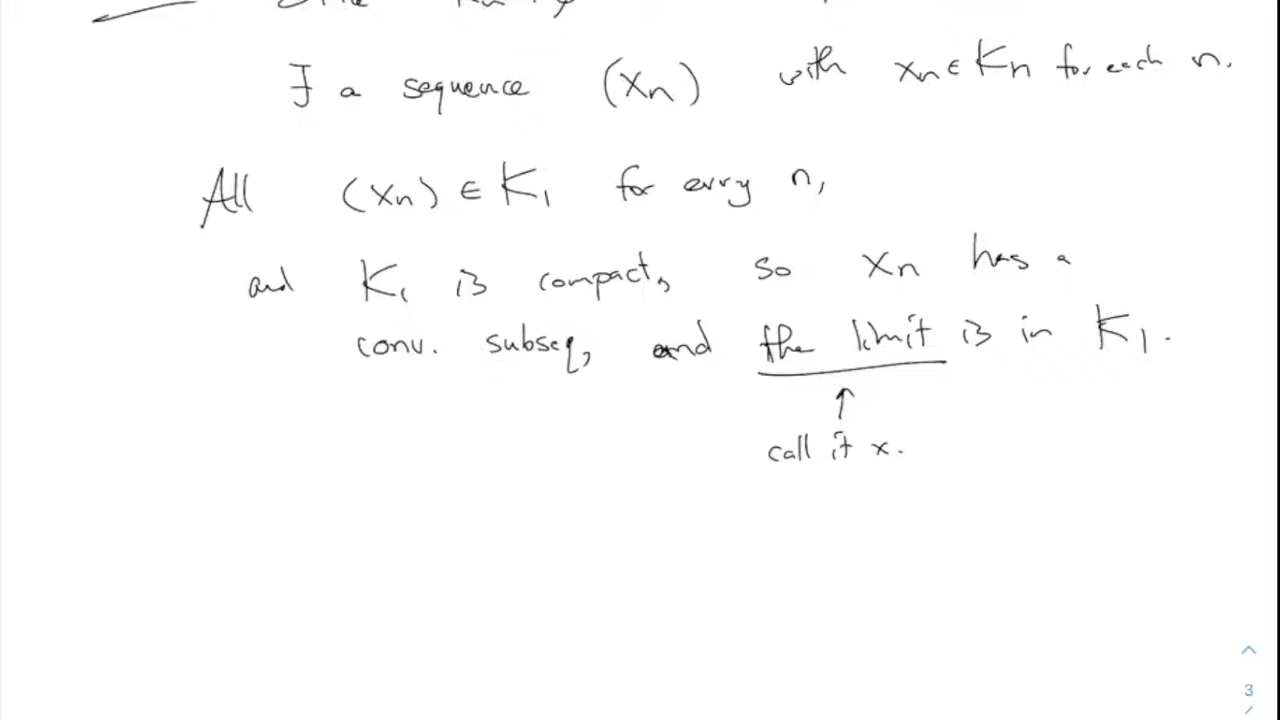 ∃ a sequence (xn) with xn ∈ Kn for each n.
All (xn) ∈ K1 for every n,
and K1 is compact, so xn has a
conv. subseq, and the limit is in K1.
↑
call it x.
3